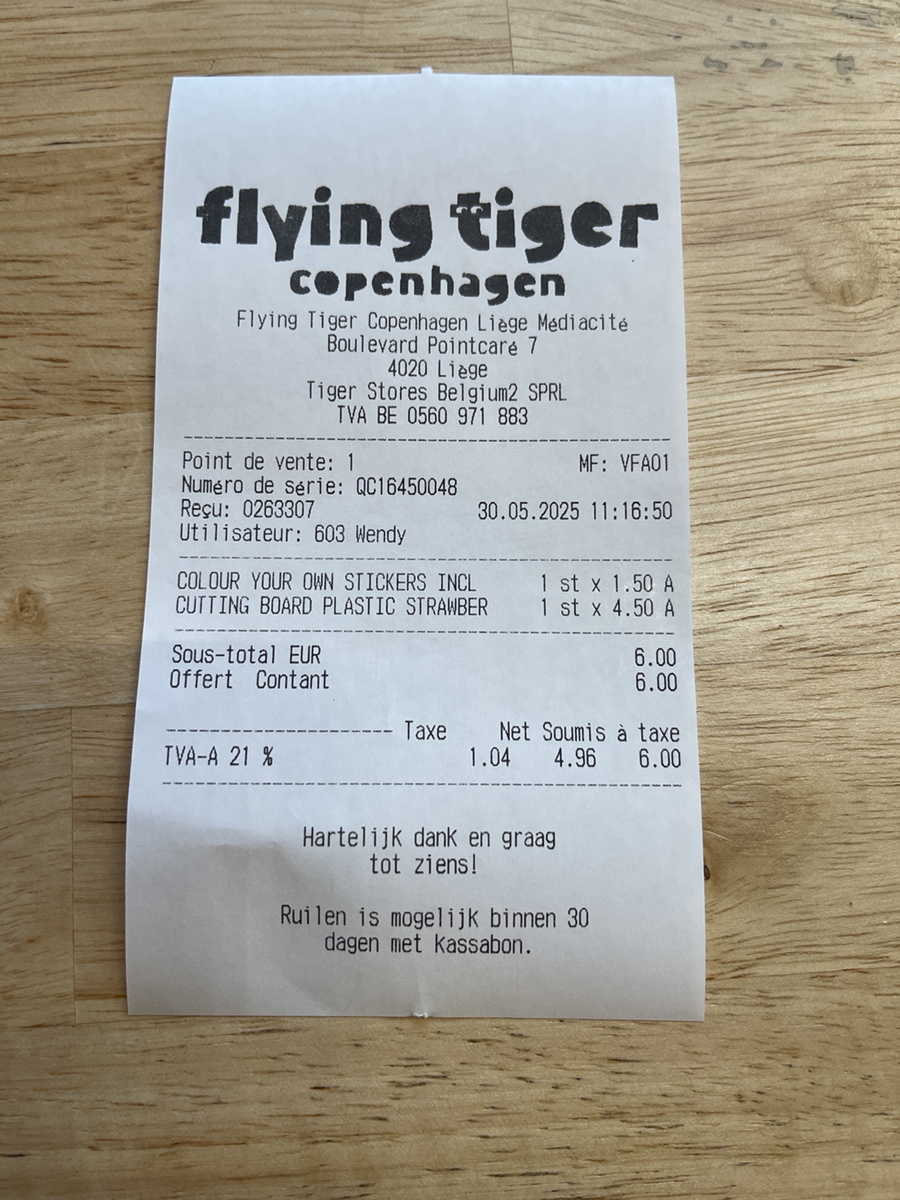 flying tiger
copenhagen
Flying Tiger Copenhagen Liège Médiacité
Boulevard Pointcaré 7
4020 Liège
Tiger Stores Belgium2 SPRL
TVA BE 0560 971 883
Point de vente: 1 MF: VFA01
Numéro de série: QC16450048
Reçu: 0263307 30.05.2025 11:16:50
Utilisateur: 603 Wendy
COLOUR YOUR OWN STICKERS INCL 1 st x 1.50 A
CUTTING BOARD PLASTIC STRAWBER 1 st x 4.50 A
Sous-total EUR 6.00
Offert Contant 6.00
Taxe Net Soumis à taxe
TVA-A 21 % 1.04 4.96 6.00
Hartelijk dank en graag
tot ziens!
Ruilen is mogelijk binnen 30
dagen met kassabon.